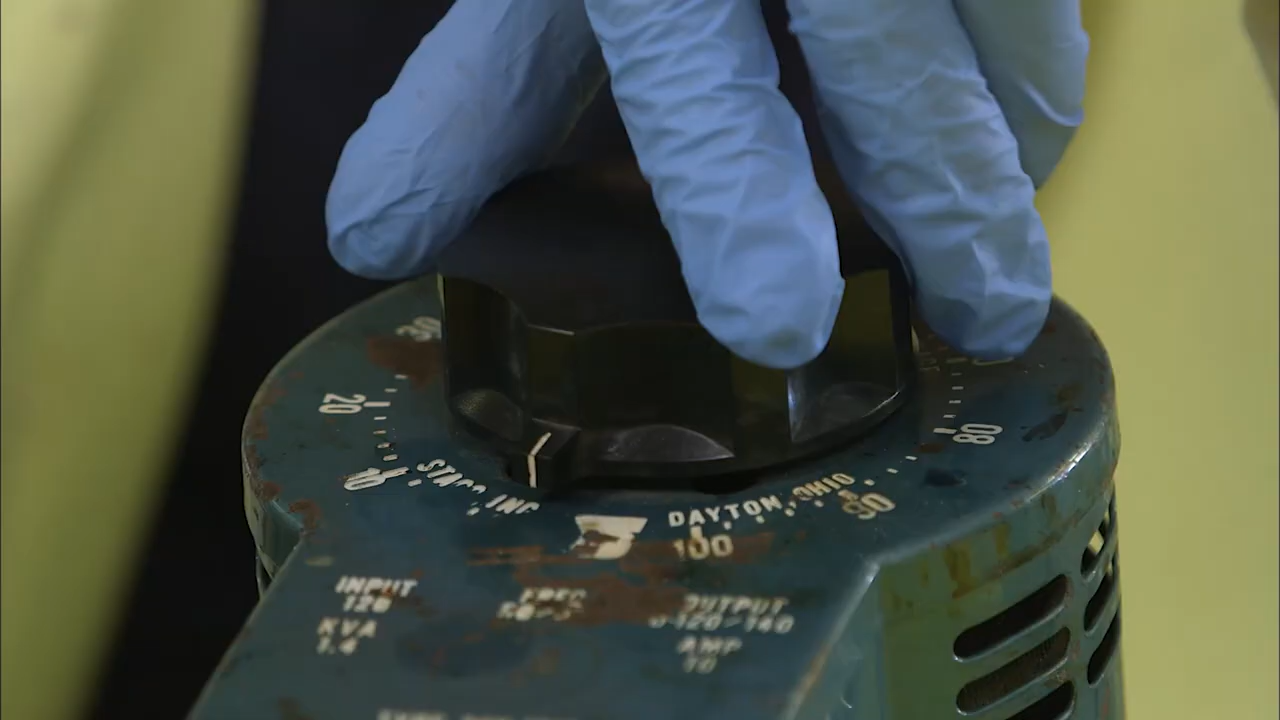 30
20
80
10
90
STACO INC
DAYTON, OHIO
100
INPUT
120
OUTPUT
0-120/140
KVA
1.4
AMP
10